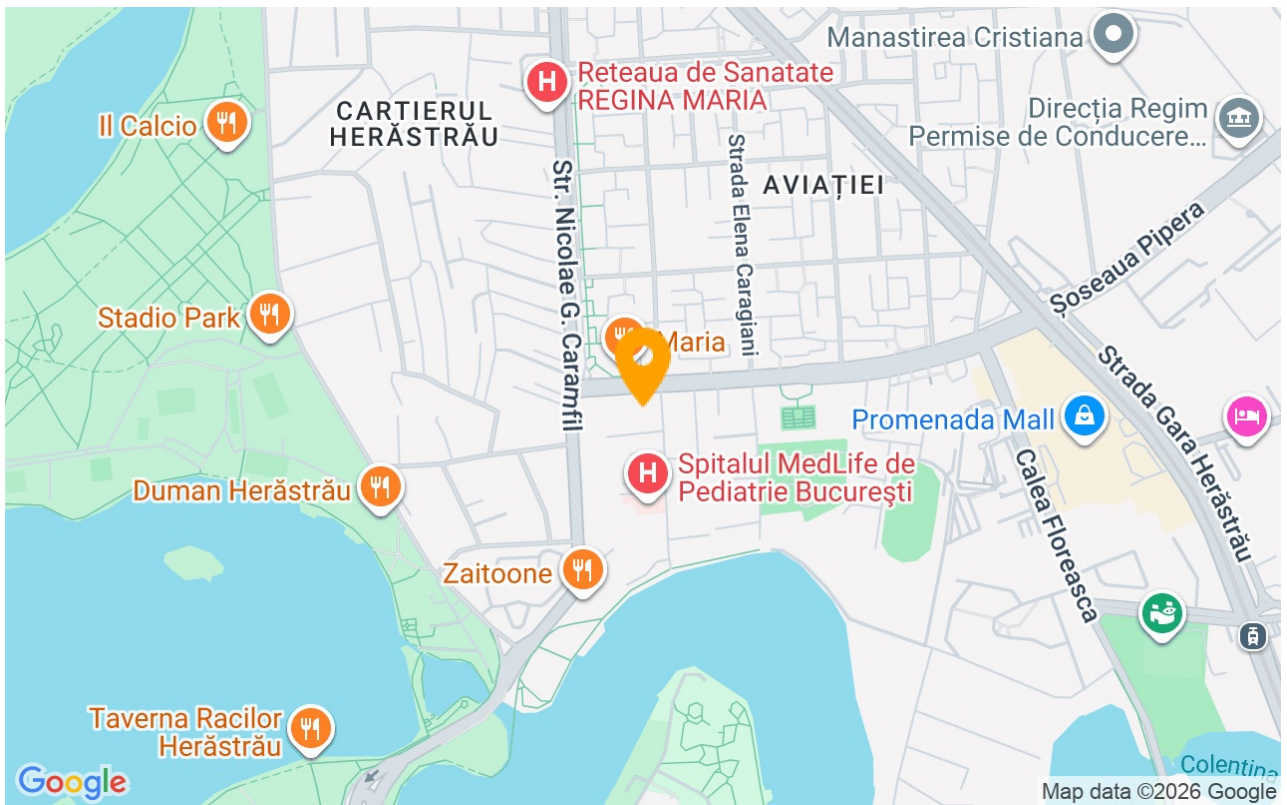 Manastirea Cristiana
Reteaua de Sanatate
REGINA MARIA
Il Calcio
CARTIERUL
HERĂSTRĂU
Direcția Regim
Permise de Conducere...
Strada Elena Caragiani
AVIAȚIEI
Str. Nicolae G. Caramfil
Șoseaua Pipera
Stadio Park
Maria
Strada Gara Herăstrău
Promenada Mall
Calea Floreasca
Spitalul MedLife de
Pediatrie București
Duman Herăstrău
Zaitoone
Taverna Racilor
Herăstrău
Colentina
Google
Map data ©2026 Google